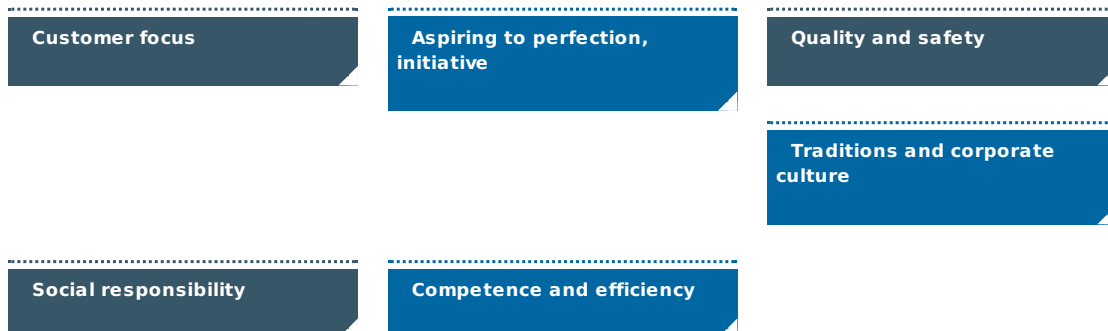 Customer focus
Aspiring to perfection,
initiative
Quality and safety
Traditions and corporate
culture
Social responsibility
Competence and efficiency